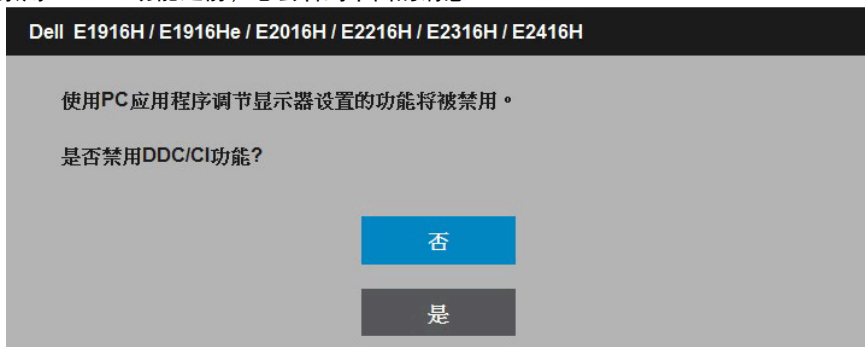 Dell E1916H / E1916He / E2016H / E2216H / E2316H / E2416H
使用PC应用程序调节显示器设置的功能将被禁用。
是否禁用DDC/CI功能?
否
是